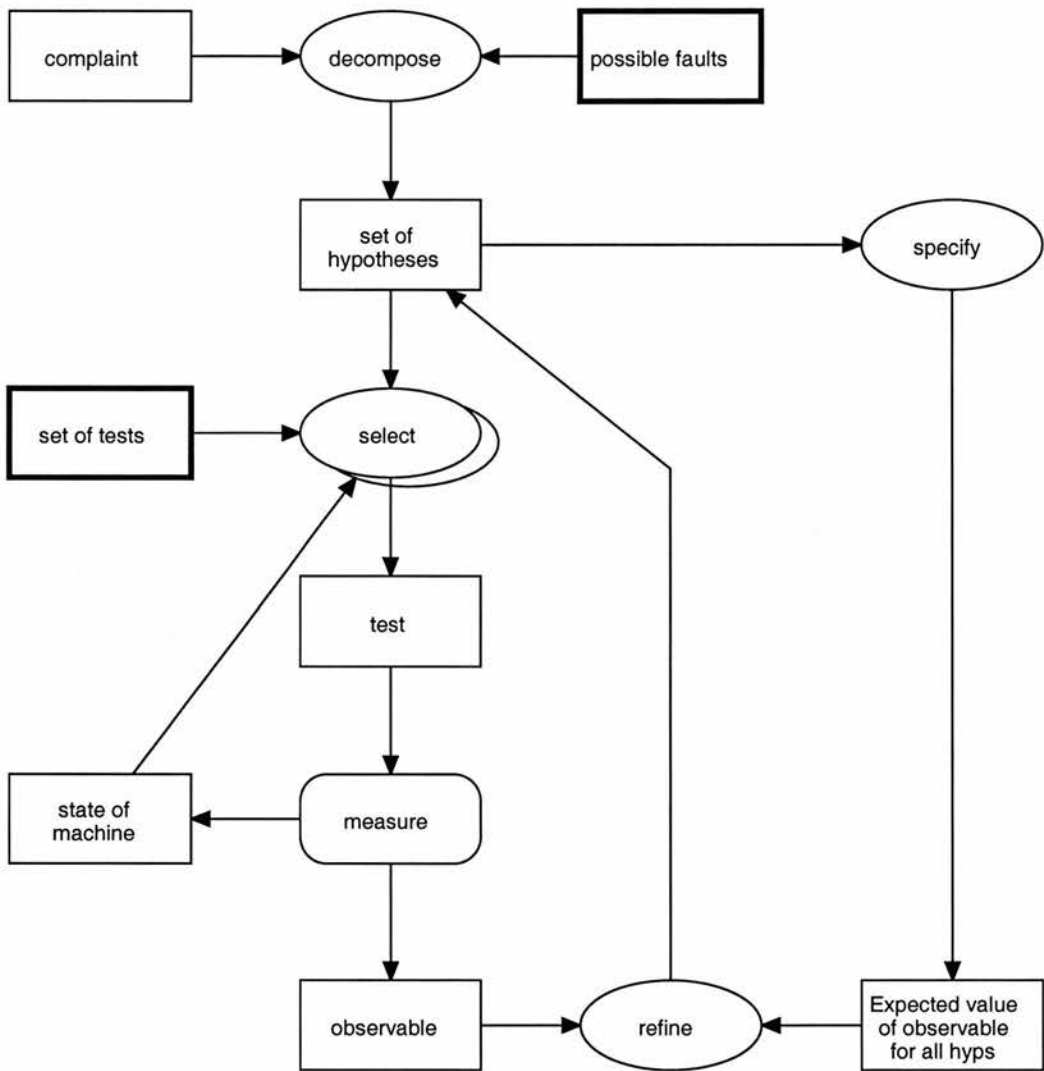 complaint
decompose
possible faults
set of
hypotheses
specify
set of tests
select
test
state of
machine
measure
observable
refine
Expected value
of observable
for all hyps